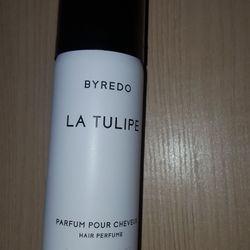 BYREDO
LA TULIPE
PARFUM POUR CHEVEUX
HAIR PERFUME